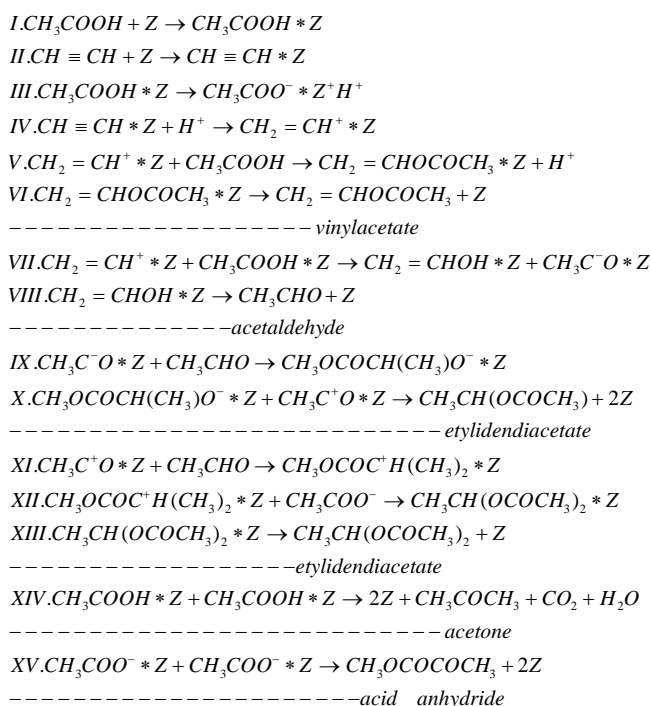 I.CH₃COOH + Z → CH₃COOH * Z
II.CH ≡ CH + Z → CH ≡ CH * Z
III.CH₃COOH * Z → CH₃COO⁻ * Z⁺H⁺
IV.CH ≡ CH * Z + H⁺ → CH₂ = CH⁺ * Z
V.CH₂ = CH⁺ * Z + CH₃COOH → CH₂ = CHOCOCH₃ * Z + H⁺
VI.CH₂ = CHOCOCH₃ * Z → CH₂ = CHOCOCH₃ + Z
−−−−−−−−−−−−−−−−−−−− vinylacetate
VII.CH₂ = CH⁺ * Z + CH₃COOH * Z → CH₂ = CHOH * Z + CH₃C⁻O * Z
VIII.CH₂ = CHOH * Z → CH₃CHO + Z
−−−−−−−−−−−−−−acetaldehyde
IX.CH₃C⁻O * Z + CH₃CHO → CH₃OCOCH(CH₃)O⁻ * Z
X.CH₃OCOCH(CH₃)O⁻ * Z + CH₃C⁺O * Z → CH₃CH(OCOCH₃) + 2Z
−−−−−−−−−−−−−−−−−−−−−−−−−−−− etylidendiacetate
XI.CH₃C⁺O * Z + CH₃CHO → CH₃OCOC⁺H(CH₃)₂ * Z
XII.CH₃OCOC⁺H(CH₃)₂ * Z + CH₃COO⁻ → CH₃CH(OCOCH₃)₂ * Z
XIII.CH₃CH(OCOCH₃)₂ * Z → CH₃CH(OCOCH₃)₂ + Z
−−−−−−−−−−−−−−−−−−etylidendiacetate
XIV.CH₃COOH * Z + CH₃COOH * Z → 2Z + CH₃COCH₃ + CO₂ + H₂O
−−−−−−−−−−−−−−−−−−−−−−−−−−−− acetone
XV.CH₃COO⁻ * Z + CH₃COO⁻ * Z → CH₃OCOCOCH₃ + 2Z
−−−−−−−−−−−−−−−−−−−−−−acid anhydride